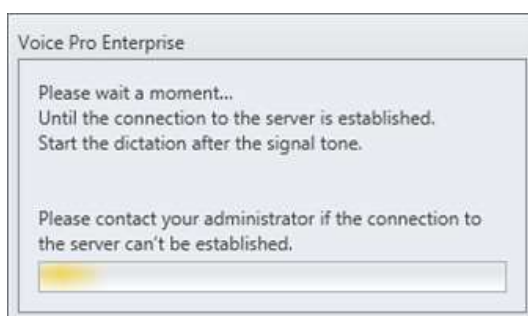 Voice Pro Enterprise
Please wait a moment...
Until the connection to the server is established.
Start the dictation after the signal tone.
Please contact your administrator if the connection to
the server can't be established.